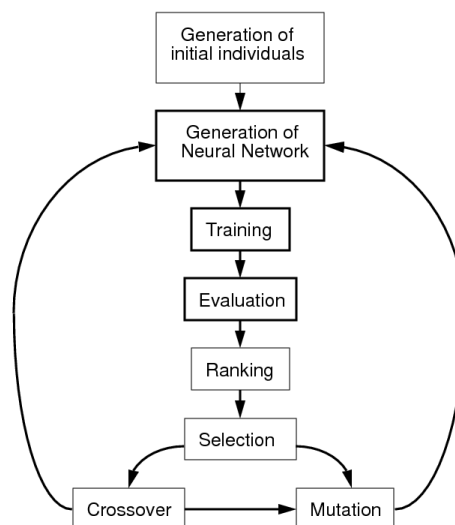 Generation of
initial individuals
Generation of
Neural Network
Training
Evaluation
Ranking
Selection
Crossover
Mutation